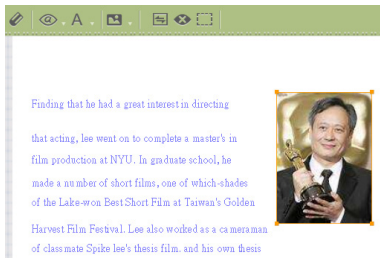 Finding that he had a great interest in directing
that acting, lee went on to complete a master's in
film production at NYU. In graduate school, he
made a number of short films, one of which-shades
of the Lake-won Best Short Film at Taiwan's Golden
Harvest Film Festival. Lee also worked as a cameraman
of classmate Spike lee's thesis film. and his own thesis